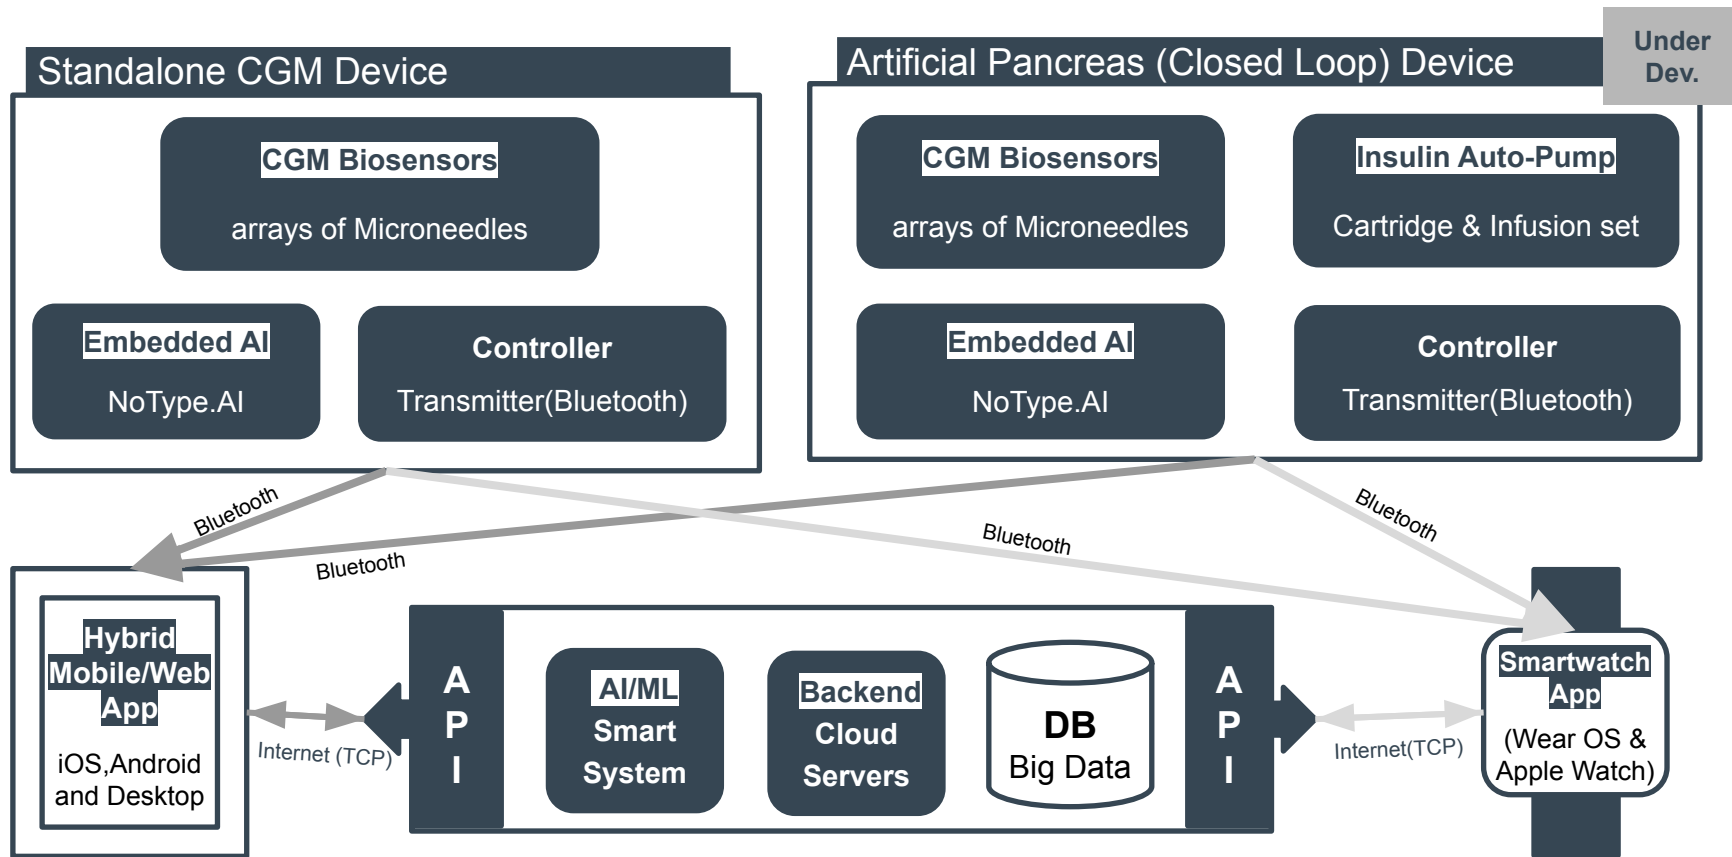 Standalone CGM Device
CGM Biosensors
arrays of Microneedles
Embedded AI
NoType.AI
Controller
Transmitter(Bluetooth)
Artificial Pancreas (Closed Loop) Device
Under
Dev.
CGM Biosensors
arrays of Microneedles
Insulin Auto-Pump
Cartridge & Infusion set
Embedded AI
NoType.AI
Controller
Transmitter(Bluetooth)
Bluetooth
Bluetooth
Bluetooth
Bluetooth
Hybrid
Mobile/Web
App
iOS,Android
and Desktop
Internet (TCP)
A
P
I
AI/ML
Smart
System
Backend
Cloud
Servers
DB
Big Data
A
P
I
Internet(TCP)
Smartwatch
App
(Wear OS &
Apple Watch)